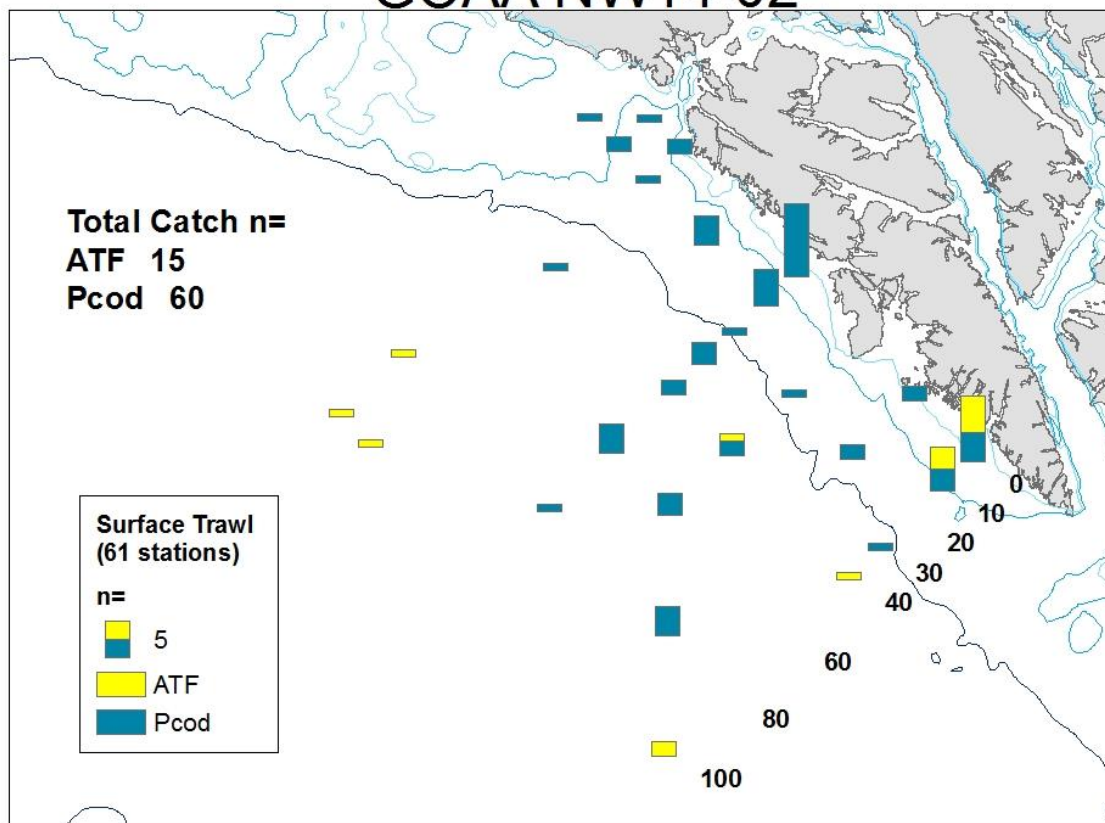 Total Catch n=
ATF 15
Pcod 60
Surface Trawl
(61 stations)
n=
5
ATF
Pcod
0
10
20
30
40
60
80
100